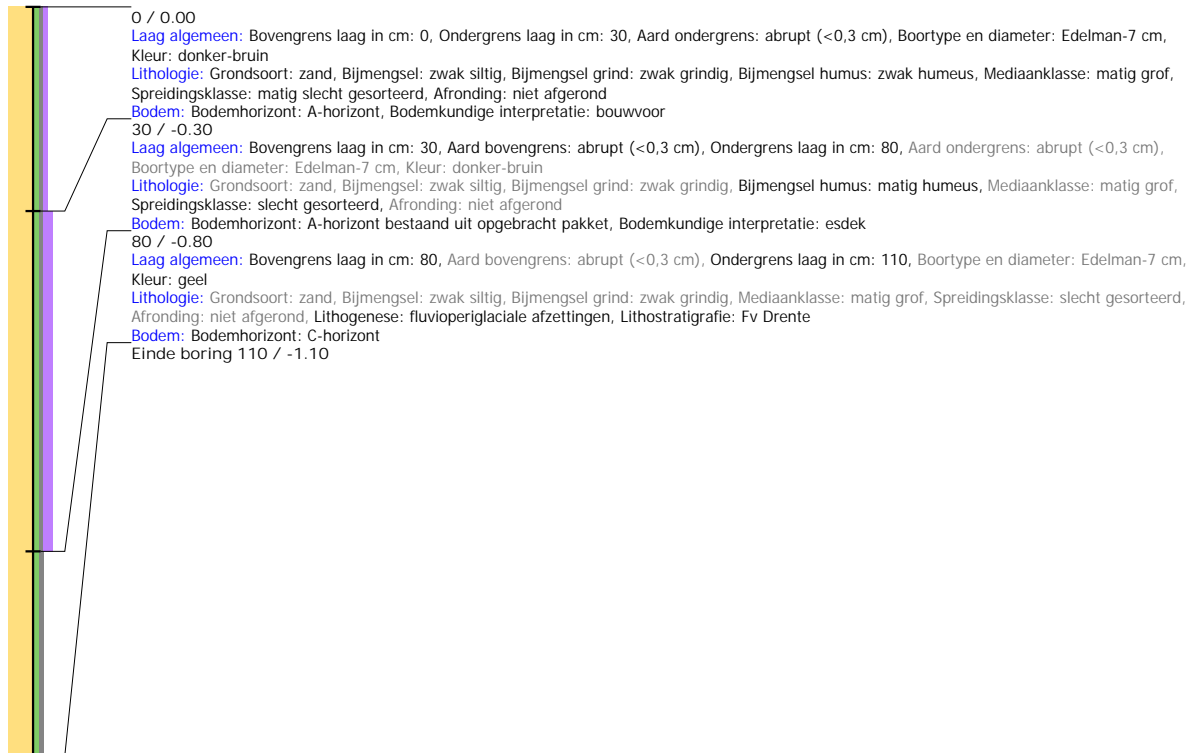 0 / 0.00
Laag algemeen: Bovengrens laag in cm: 0, Ondergrens laag in cm: 30, Aard ondergrens: abrupt (<0,3 cm), Boortype en diameter: Edelman-7 cm,
Kleur: donker-bruin
Lithologie: Grondsoort: zand, Bijmengsel: zwak siltig, Bijmengsel grind: zwak grindig, Bijmengsel humus: zwak humeus, Mediaanklasse: matig grof,
Spreidingsklasse: matig slecht gesorteerd, Afronding: niet afgerond
Bodem: Bodemhorizont: A-horizont, Bodemkundige interpretatie: bouwvoor
30 / -0.30
Laag algemeen: Bovengrens laag in cm: 30, Aard bovengrens: abrupt (<0,3 cm), Ondergrens laag in cm: 80, Aard ondergrens: abrupt (<0,3 cm),
Boortype en diameter: Edelman-7 cm, Kleur: donker-bruin
Lithologie: Grondsoort: zand, Bijmengsel: zwak siltig, Bijmengsel grind: zwak grindig, Bijmengsel humus: matig humeus, Mediaanklasse: matig grof,
Spreidingsklasse: slecht gesorteerd, Afronding: niet afgerond
Bodem: Bodemhorizont: A-horizont bestaand uit opgebracht pakket, Bodemkundige interpretatie: esdek
80 / -0.80
Laag algemeen: Bovengrens laag in cm: 80, Aard bovengrens: abrupt (<0,3 cm), Ondergrens laag in cm: 110, Boortype en diameter: Edelman-7 cm,
Kleur: geel
Lithologie: Grondsoort: zand, Bijmengsel: zwak siltig, Bijmengsel grind: zwak grindig, Mediaanklasse: matig grof, Spreidingsklasse: slecht gesorteerd,
Afronding: niet afgerond, Lithogenese: fluvioperiglaciale afzettingen, Lithostratigrafie: Fv Drente
Bodem: Bodemhorizont: C-horizont
Einde boring 110 / -1.10